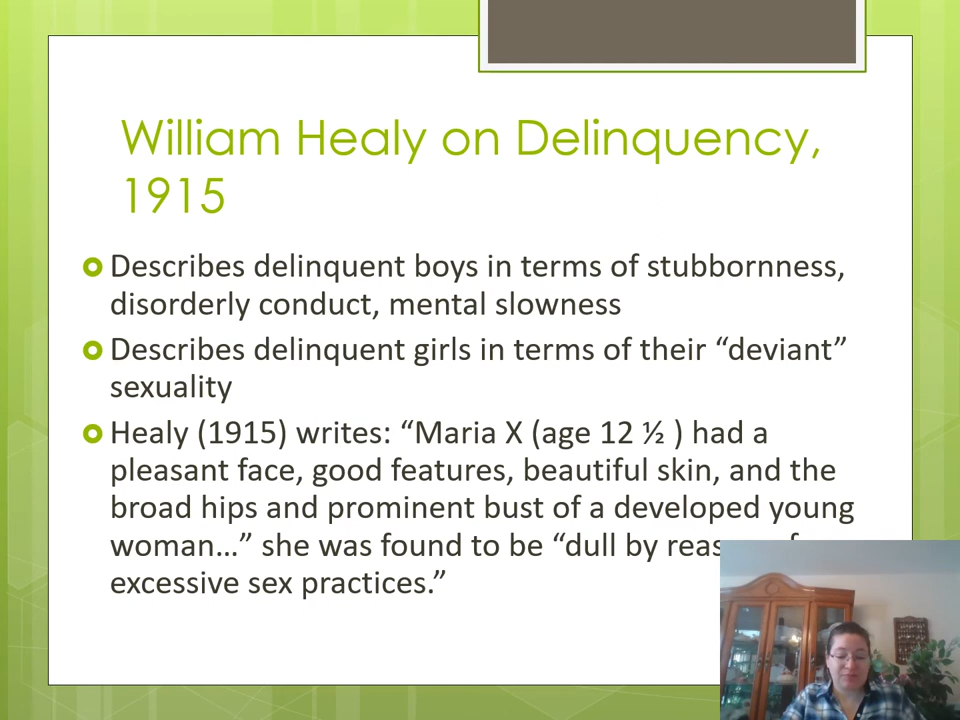 William Healy on Delinquency,
1915
Describes delinquent boys in terms of stubbornness,
disorderly conduct, mental slowness
Describes delinquent girls in terms of their “deviant”
sexuality
Healy (1915) writes: “Maria X (age 12 ½ ) had a
pleasant face, good features, beautiful skin, and the
broad hips and prominent bust of a developed young
woman…” she was found to be “dull by
excessive sex practices.”